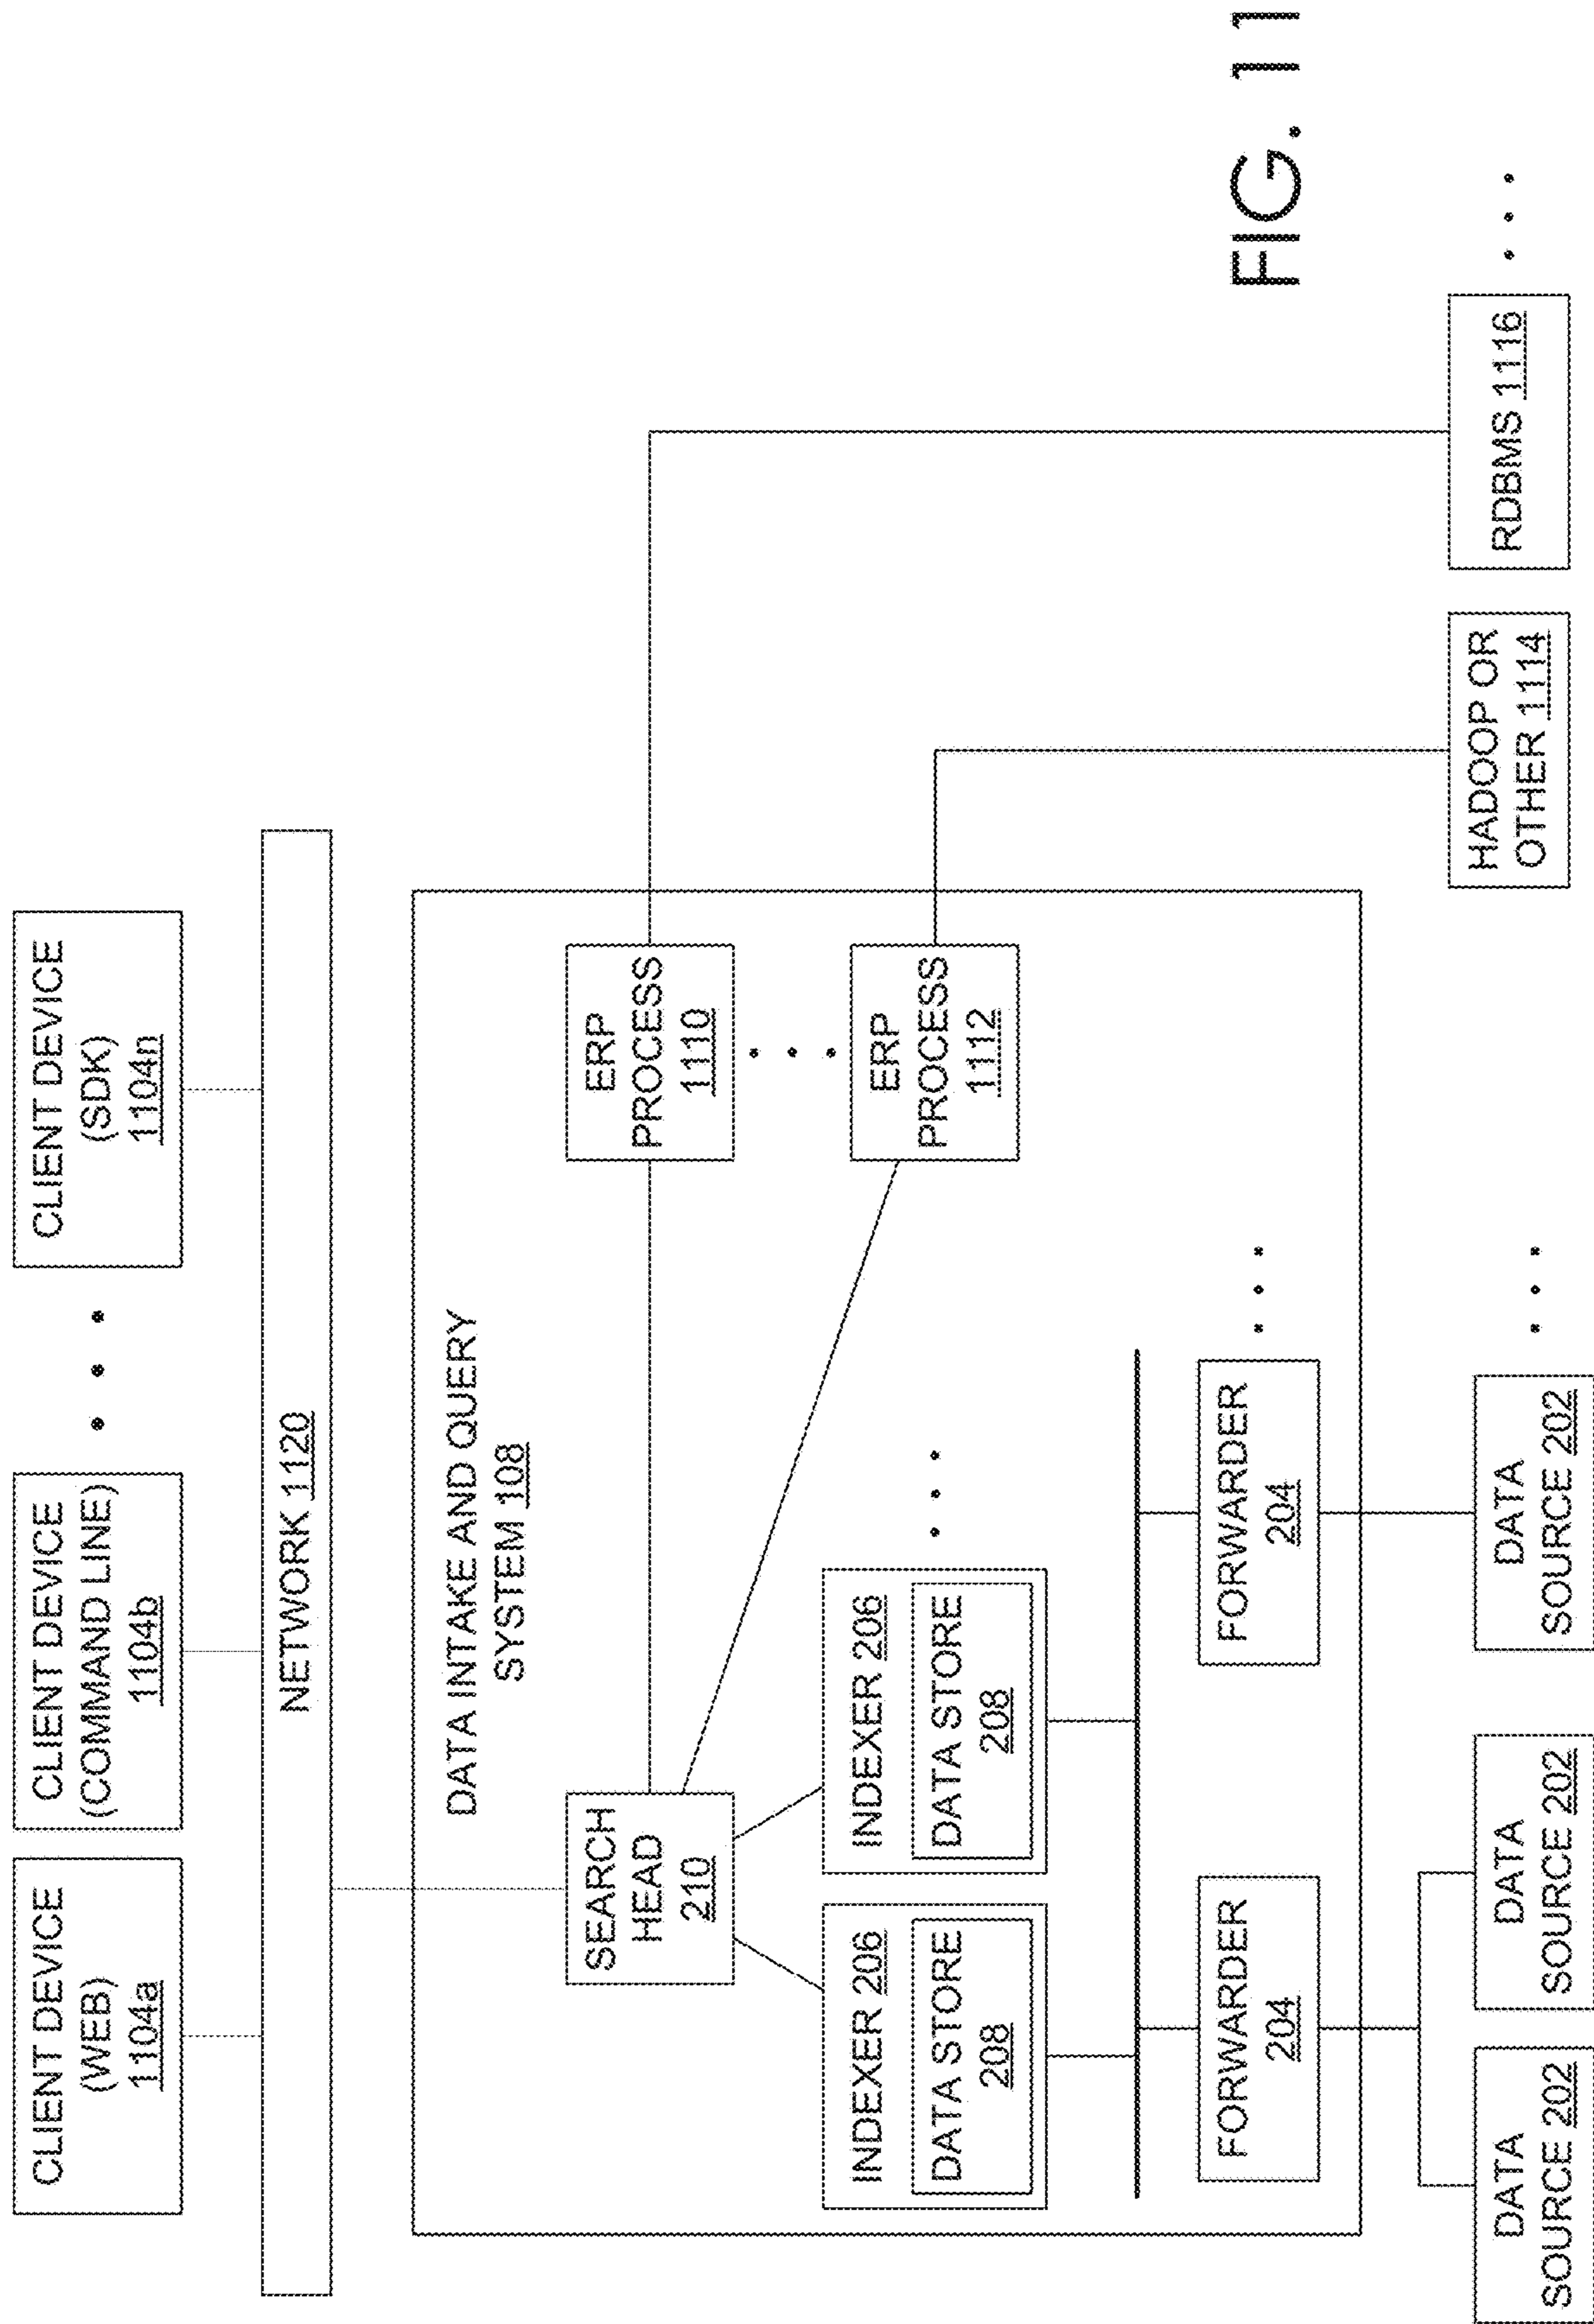 CLIENT DEVICE
(WEB)
1104a
CLIENT DEVICE
(COMMAND LINE)
1104b
CLIENT DEVICE
(SDK)
1104n
NETWORK 1120
DATA INTAKE AND QUERY
SYSTEM 108
SEARCH
HEAD
210
ERP
PROCESS
1110
INDEXER 206
DATA STORE
208
INDEXER 206
DATA STORE
208
ERP
PROCESS
1112
FORWARDER
204
FORWARDER
204
DATA
SOURCE 202
DATA
SOURCE 202
DATA
SOURCE 202
HADOOP OR
OTHER 1114
RDBMS 1116
FIG. 11